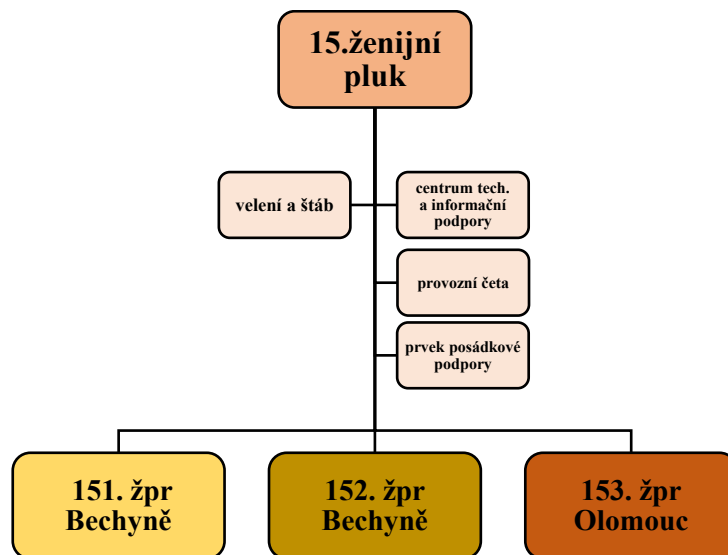 15.ženijní
pluk
velení a štáb
centrum tech.
a informační
podpory
provozní četa
prvek posádkové
podpory
151. žpr
Bechyně
152. žpr
Bechyně
153. žpr
Olomouc